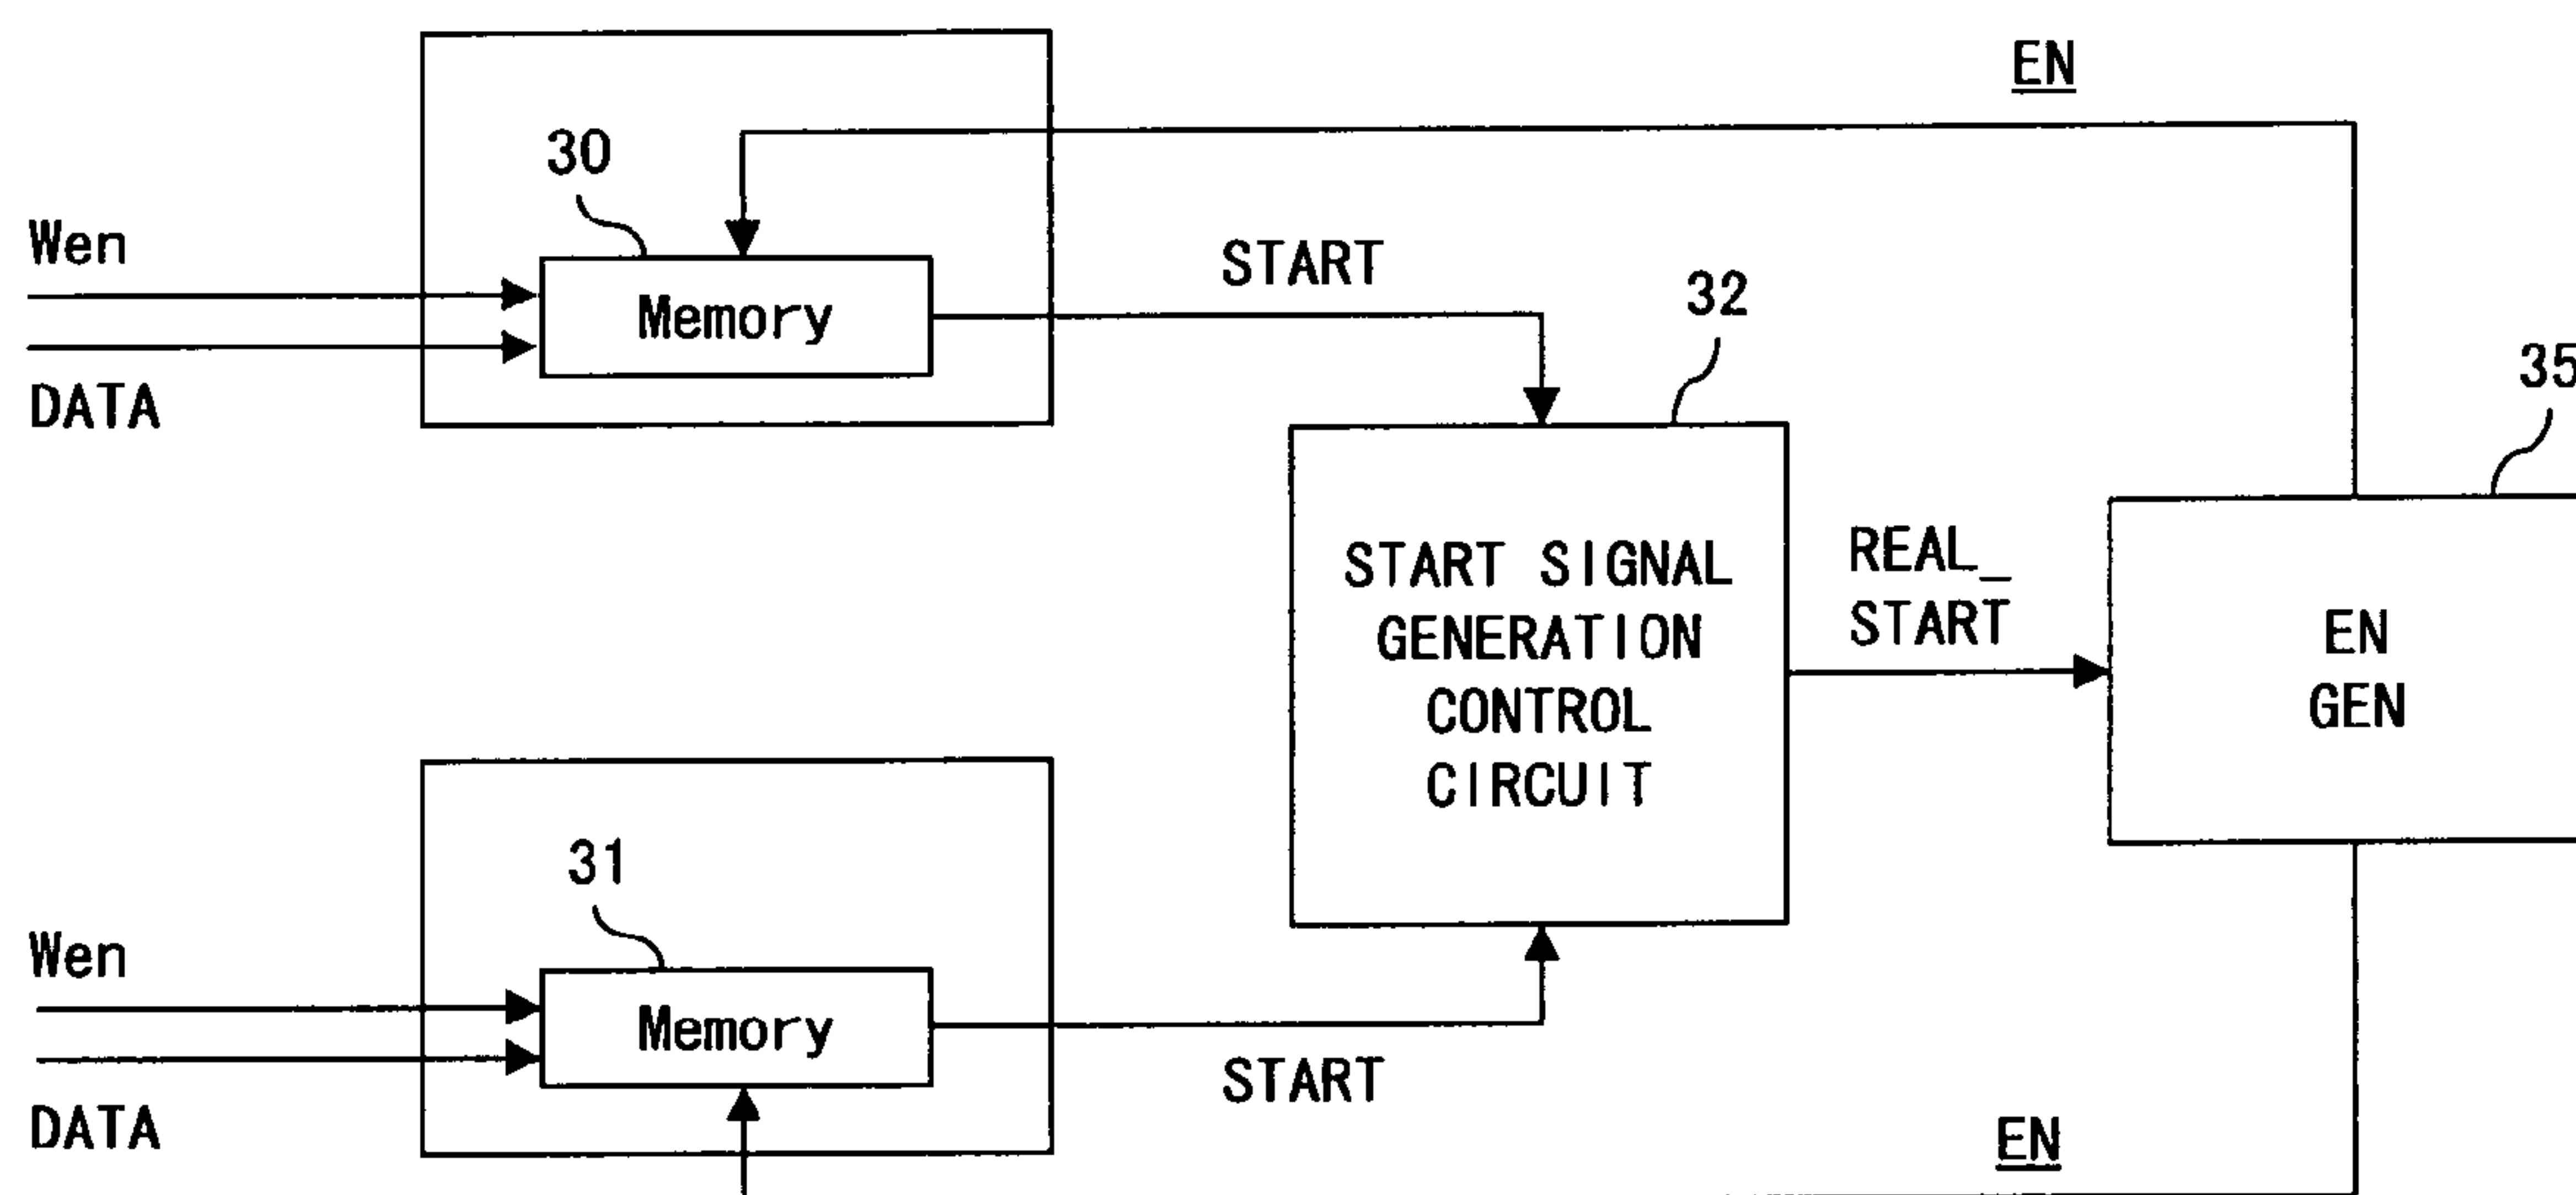 EN
30
Wen
START
32
Memory
35
DATA
START SIGNAL
GENERATION
CONTROL
CIRCUIT
REAL_
START
EN
GEN
31
Wen
Memory
START
DATA
EN